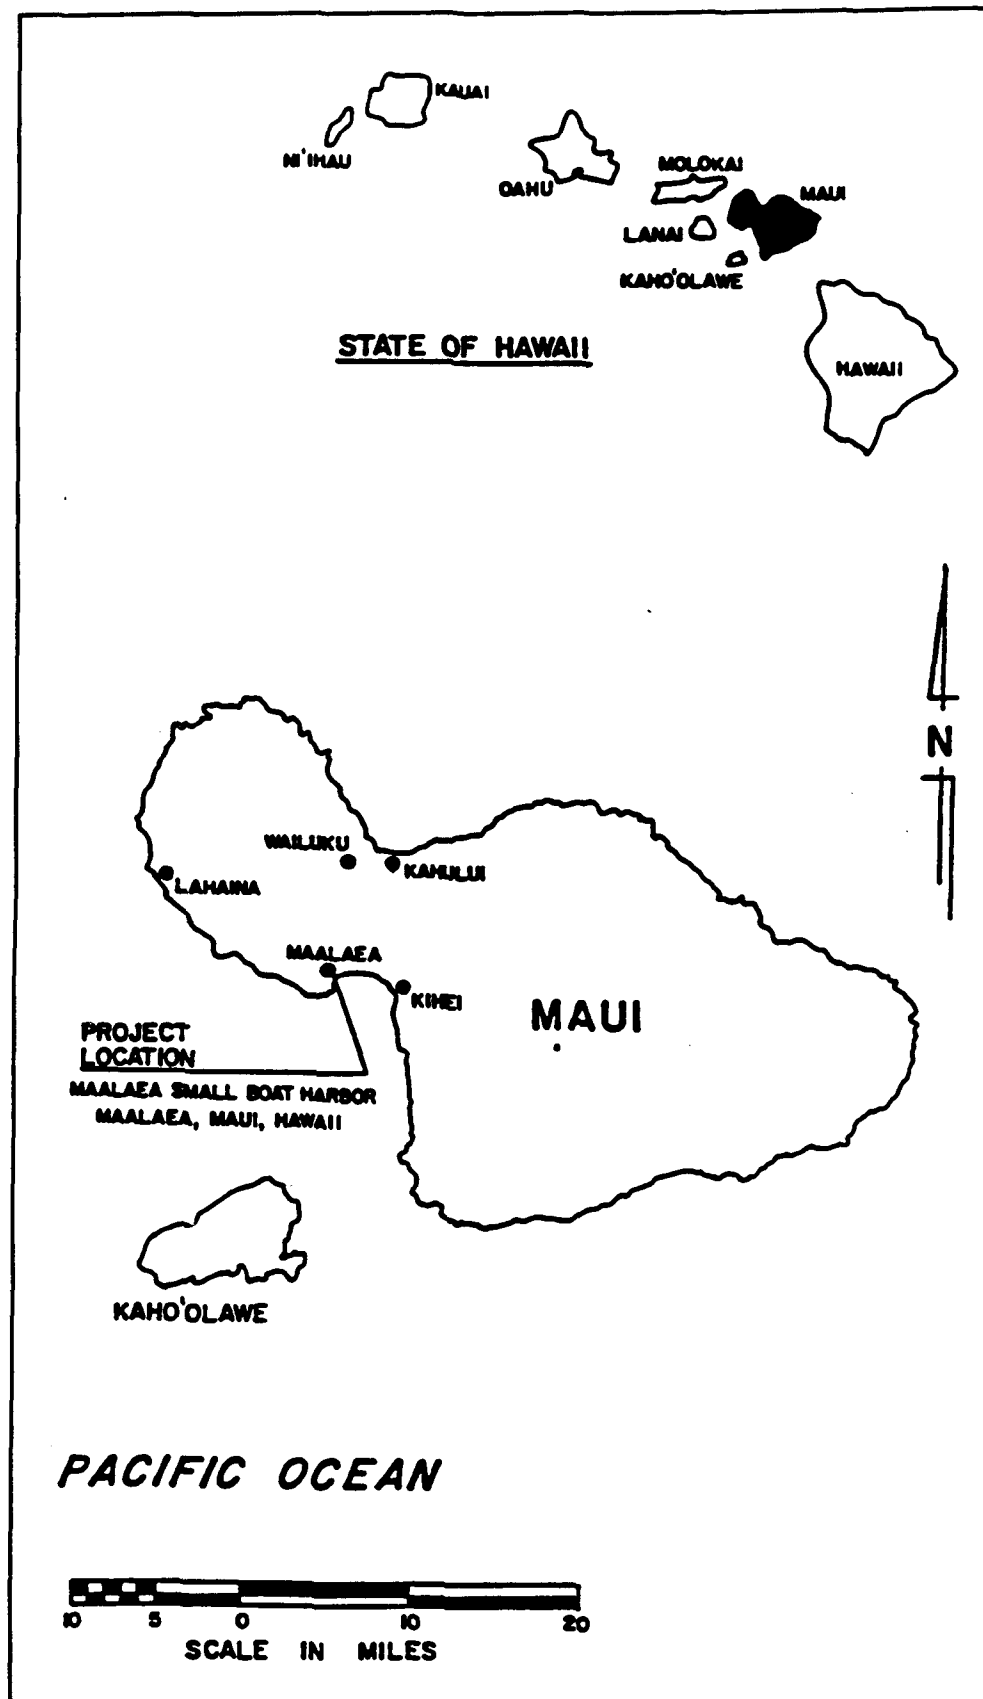 KAUAI
NI'IHAU
OAHU
MOLOKAI
MAUI
LANAI
KAHO'OLAWE
STATE OF HAWAII
HAWAII
N
WAILUKU
KAHULUI
LAHAINA
MAALAEA
KIHEI
MAUI
PROJECT
LOCATION
MAALAEA SMALL BOAT HARBOR
MAALAEA, MAUI, HAWAII
KAHO'OLAWE
PACIFIC OCEAN
10 5 0 10 20
SCALE IN MILES